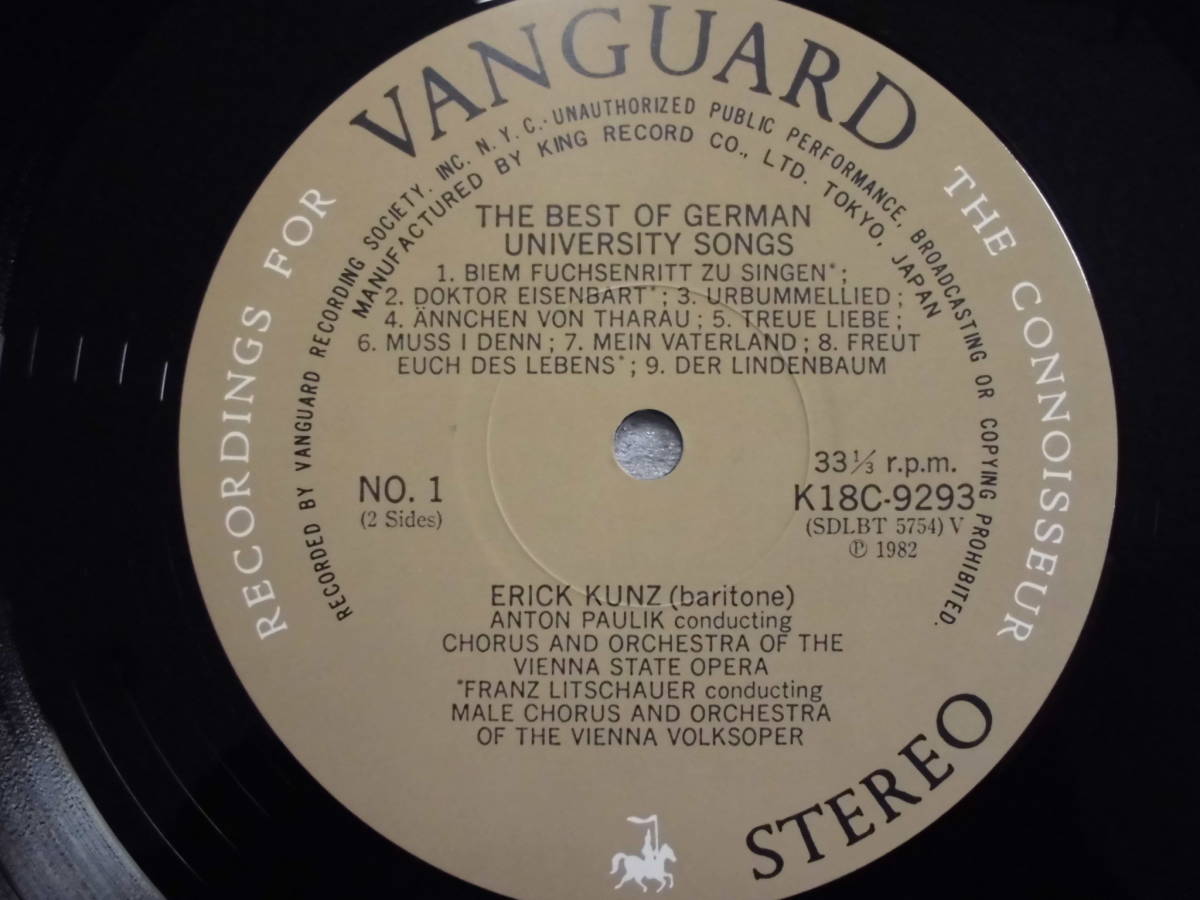 VANGUARD
RECORDINGS FOR THE CONNOISSEUR
RECORDED BY VANGUARD RECORDING SOCIETY. INC. N. Y. C.·UNAUTHORIZED PUBLIC PERFORMANCE, BROADCASTING OR COPYING PROHIBITED.
MANUFACTURED BY KING RECORD CO., LTD. TOKYO, JAPAN
THE BEST OF GERMAN
UNIVERSITY SONGS
1. BIEM FUCHSENRITT ZU SINGEN*;
2. DOKTOR EISENBART*; 3. URBUMMELLIED;
4. ÄNNCHEN VON THARAU; 5. TREUE LIEBE;
6. MUSS I DENN; 7. MEIN VATERLAND; 8. FREUT
EUCH DES LEBENS*; 9. DER LINDENBAUM
NO. 1
(2 Sides)
33 1/3 r.p.m.
K18C-9293
(SDLBT 5754) V
℗ 1982
ERICK KUNZ (baritone)
ANTON PAULIK conducting
CHORUS AND ORCHESTRA OF THE
VIENNA STATE OPERA
*FRANZ LITSCHAUER conducting
MALE CHORUS AND ORCHESTRA
OF THE VIENNA VOLKSOPER
STEREO